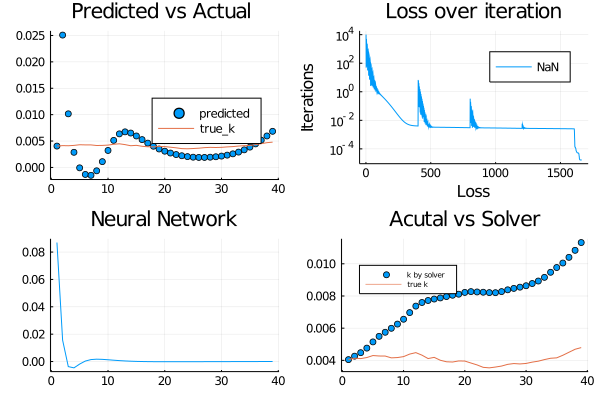 Predicted vs Actual
0.025
0.020
0.015
0.010
0.005
0.000
0 10 20 30 40
predicted
true_k
Loss over iteration
Iterations
10^4
10^2
10^0
10^-2
10^-4
0 500 1000 1500
Loss
NaN
Neural Network
0.08
0.06
0.04
0.02
0.00
0 10 20 30 40
Acutal vs Solver
0.010
0.008
0.006
0.004
0 10 20 30 40
k by solver
true k